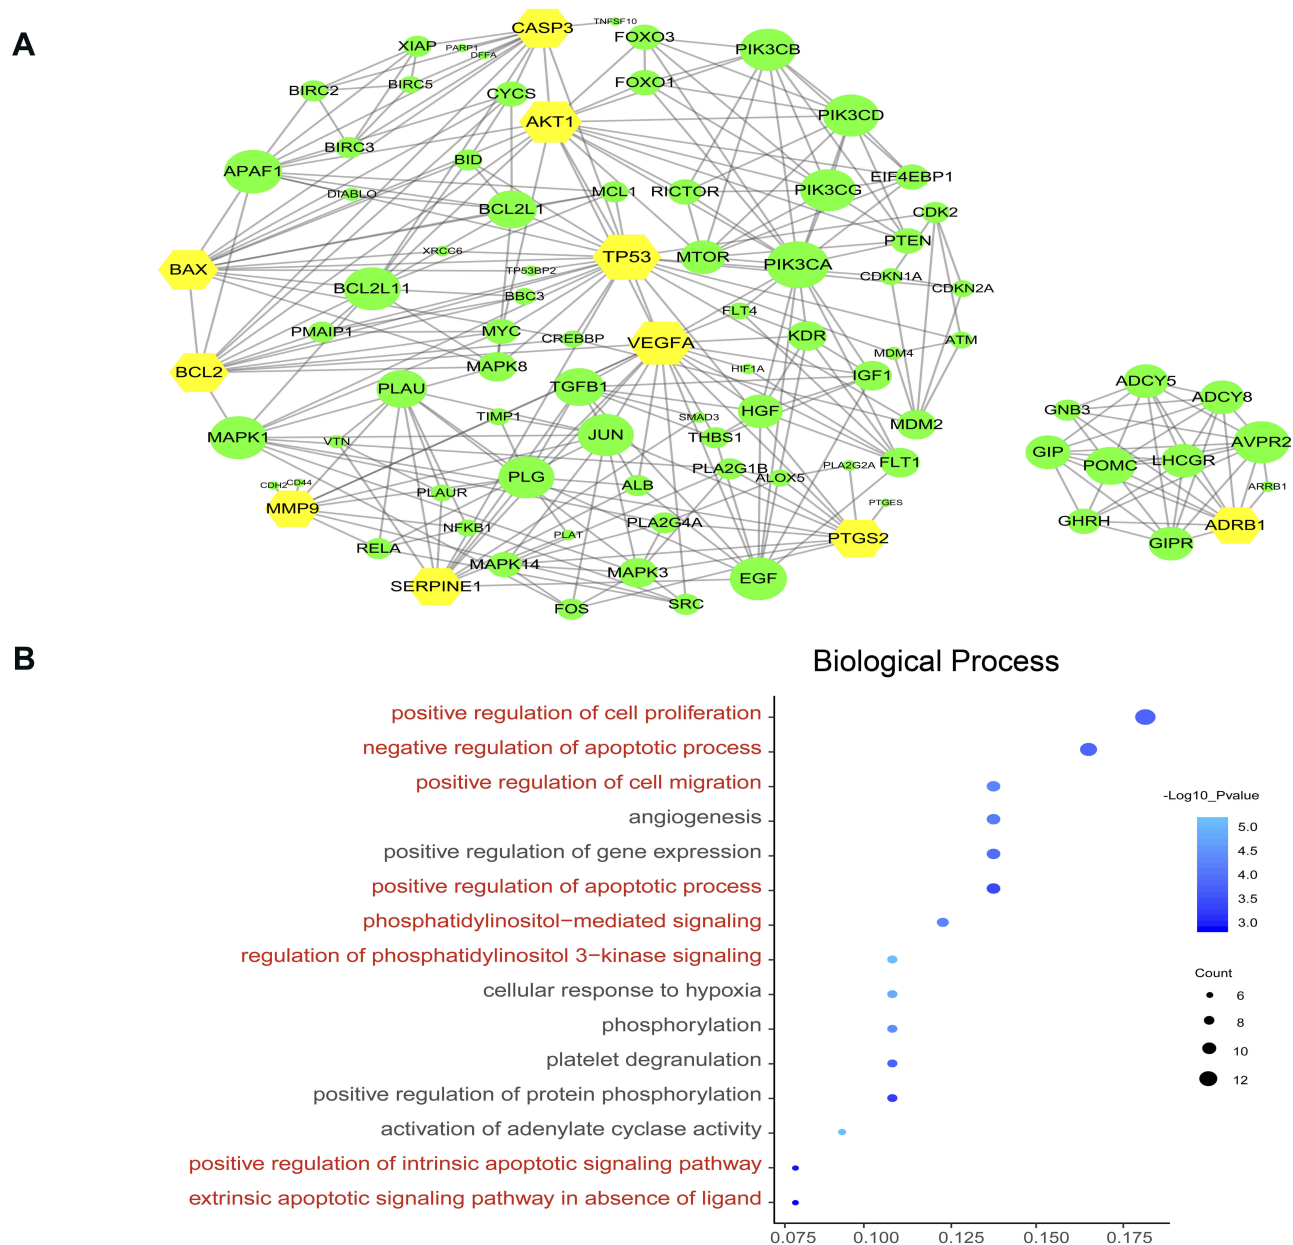 A
CASP3
TNFSF10
FOXO3
XIAP
PARP1
DFFA
PIK3CB
BIRC2
BIRC5
CYCS
FOXO1
AKT1
PIK3CD
BIRC3
BID
APAF1
DIABLO
MCL1
RICTOR
PIK3CG
EIF4EBP1
BCL2L1
CDK2
PTEN
XRCC6
TP53
MTOR
PIK3CA
BAX
TP53BP2
CDKN1A
CDKN2A
BCL2L11
BBC3
FLT4
PMAIP1
MYC
CREBBP
VEGFA
KDR
ATM
MDM4
BCL2
MAPK8
HIF1A
IGF1
PLAU
TGFB1
ADCY5
ADCY8
TIMP1
SMAD3
HGF
GNB3
MDM2
MAPK1
VTN
JUN
THBS1
AVPR2
GIP
POMC
LHCGR
PLA2G1B
PLA2G2A
FLT1
ALOX5
CDH2
CD44
PLG
ALB
ARRB1
PLAUR
PTGES
MMP9
NFKB1
PLAT
PLA2G4A
GHRH
ADRB1
PTGS2
RELA
GIPR
MAPK14
MAPK3
EGF
SERPINE1
FOS
SRC
B
Biological Process
positive regulation of cell proliferation
negative regulation of apoptotic process
positive regulation of cell migration
angiogenesis
positive regulation of gene expression
positive regulation of apoptotic process
phosphatidylinositol−mediated signaling
regulation of phosphatidylinositol 3−kinase signaling
cellular response to hypoxia
phosphorylation
platelet degranulation
positive regulation of protein phosphorylation
activation of adenylate cyclase activity
positive regulation of intrinsic apoptotic signaling pathway
extrinsic apoptotic signaling pathway in absence of ligand
0.075 0.100 0.125 0.150 0.175
-Log10_Pvalue
5.0
4.5
4.0
3.5
3.0
Count
6
8
10
12